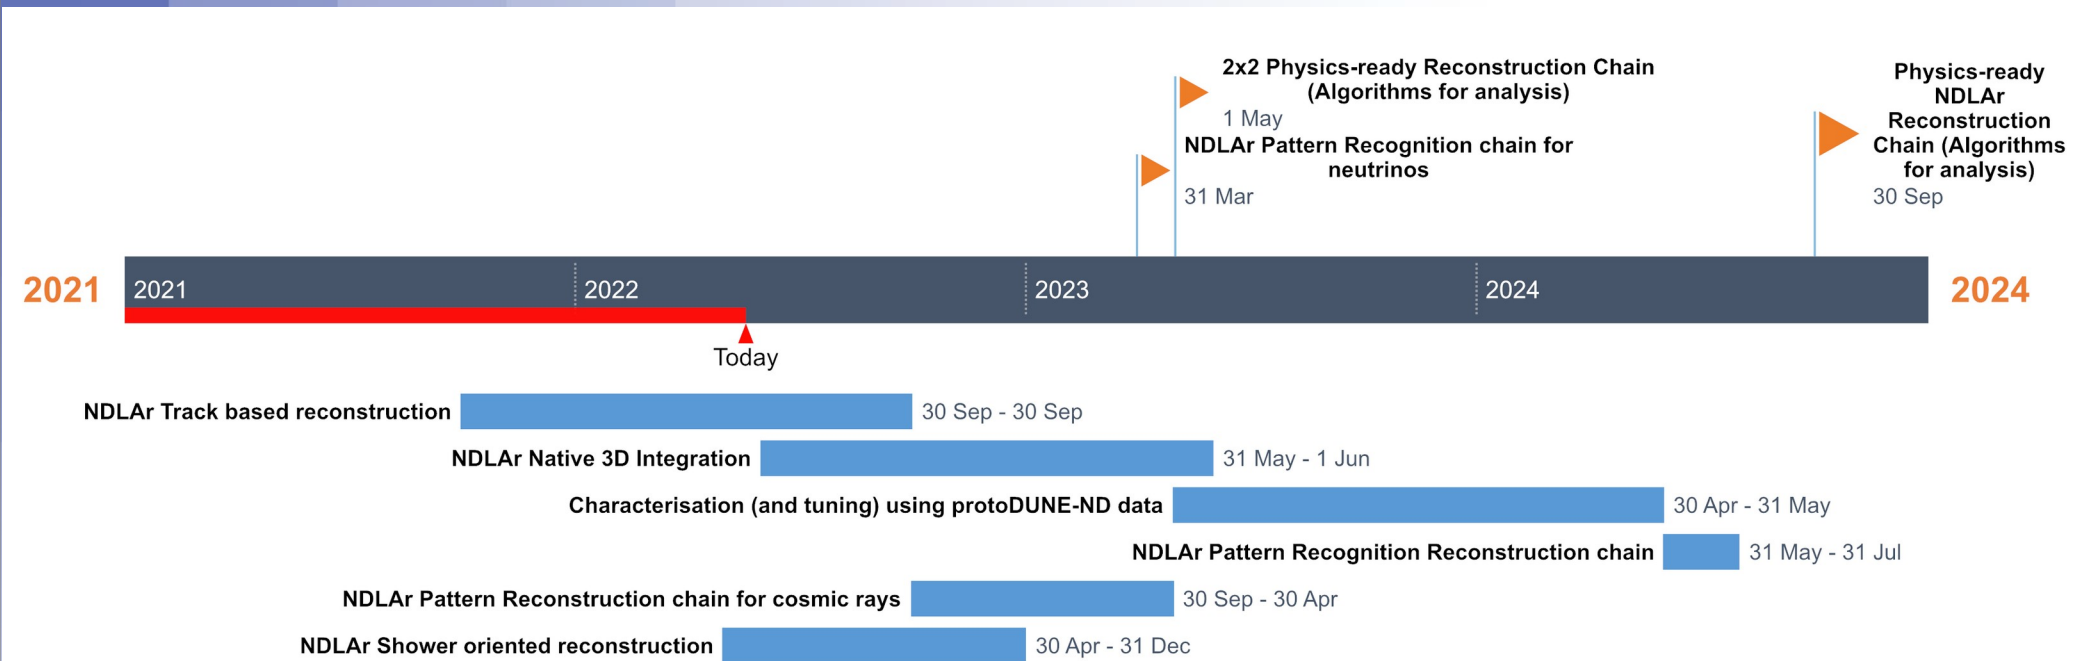 2x2 Physics-ready Reconstruction Chain
(Algorithms for analysis)
1 May
NDLAr Pattern Recognition chain for
neutrinos
31 Mar
Physics-ready
NDLAr
Reconstruction
Chain (Algorithms
for analysis)
30 Sep
2021
2021
2022
2023
2024
2024
Today
NDLAr Track based reconstruction
30 Sep - 30 Sep
NDLAr Native 3D Integration
31 May - 1 Jun
Characterisation (and tuning) using protoDUNE-ND data
30 Apr - 31 May
NDLAr Pattern Recognition Reconstruction chain
31 May - 31 Jul
NDLAr Pattern Reconstruction chain for cosmic rays
30 Sep - 30 Apr
NDLAr Shower oriented reconstruction
30 Apr - 31 Dec